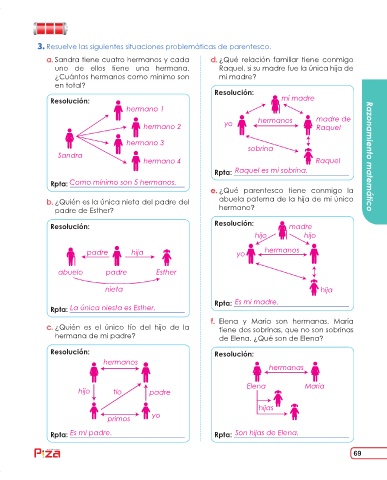 3. Resuelve las siguientes situaciones problemáticas de parentesco.
a. Sandra tiene cuatro hermanos y cada
uno de ellos tiene una hermana.
¿Cuántos hermanos como mínimo son
en total?
Resolución:
hermano 1
hermano 2
hermano 3
Sandra
hermano 4
Rpta: Como mínimo son 5 hermanos.
b. ¿Quién es la única nieta del padre del
padre de Esther?
Resolución:
padre hija
abuelo padre Esther
nieta
Rpta: La única niesta es Esther.
c. ¿Quién es el único tío del hijo de la
hermana de mi padre?
Resolución:
hermanos
hijo tío padre
primos yo
Rpta: Es mi padre.
d. ¿Qué relación familiar tiene conmigo
Raquel, si su madre fue la única hija de
mi madre?
Resolución:
mi madre
yo hermanos madre de
Raquel
sobrina
Raquel
Rpta: Raquel es mi sobrina.
e. ¿Qué parentesco tiene conmigo la
abuela paterna de la hija de mi único
hermano?
Resolución:
madre
hijo hijo
yo hermanos
hija
Rpta: Es mi madre.
f. Elena y María son hermanas. María
tiene dos sobrinas, que no son sobrinas
de Elena. ¿Qué son de Elena?
Resolución:
hermanas
Elena María
hijas
Rpta: Son hijas de Elena.
Razonamiento matemático
Pizza
69